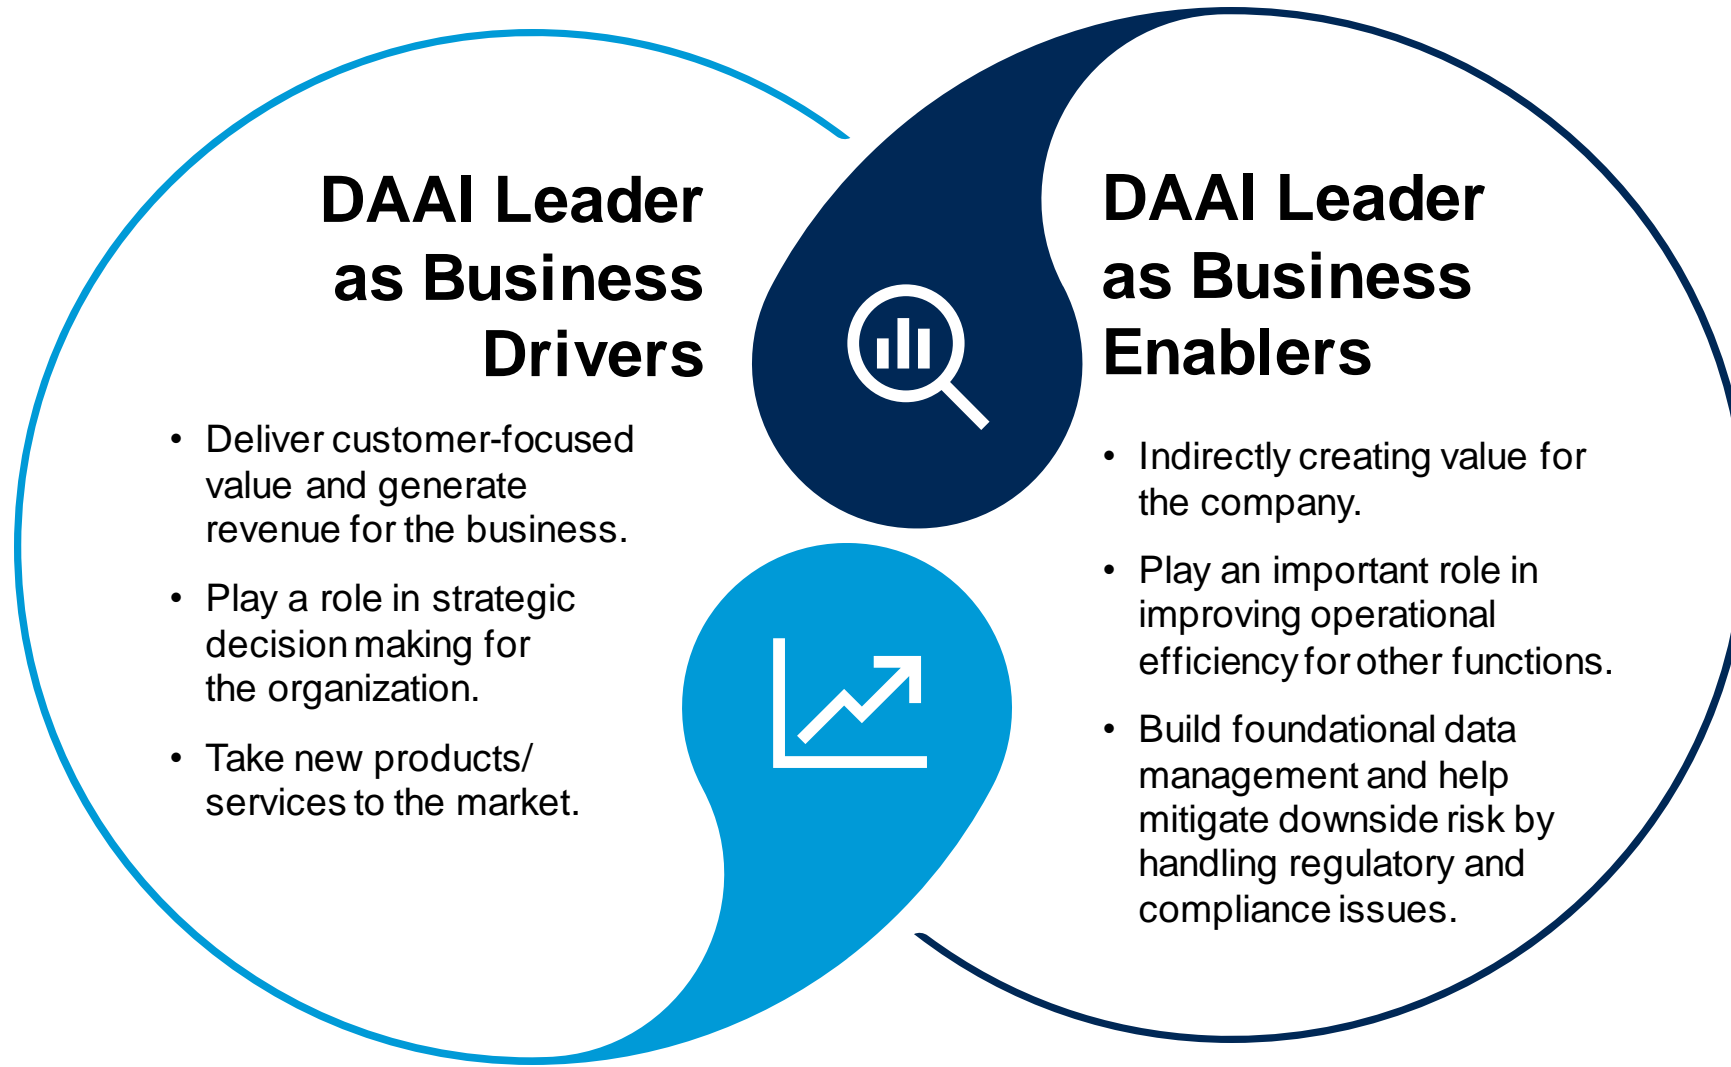 DAAI Leader
as Business
Drivers
• Deliver customer-focused
value and generate
revenue for the business.
• Play a role in strategic
decision making for
the organization.
• Take new products/
services to the market.
DAAI Leader
as Business
Enablers
• Indirectly creating value for
the company.
• Play an important role in
improving operational
efficiency for other functions.
• Build foundational data
management and help
mitigate downside risk by
handling regulatory and
compliance issues.